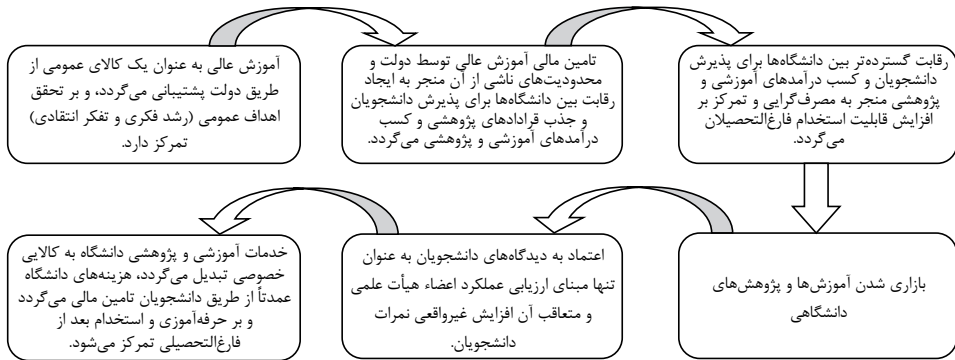 آموزش عالی به عنوان یک کالای عمومی از
طریق دولت پشتیبانی می‌گردد، و بر تحقق
اهداف عمومی (رشد فکری و تفکر انتقادی)
تمرکز دارد.
تامین مالی آموزش عالی توسط دولت و
محدودیت‌های ناشی از آن منجر به ایجاد
رقابت بین دانشگاه‌ها برای پذیرش دانشجویان
و جذب قرادادهای پژوهشی و کسب
درآمدهای آموزشی و پژوهشی می‌گردد.
رقابت گسترده‌تر بین دانشگاه‌ها برای پذیرش
دانشجویان و کسب درآمدهای آموزشی و
پژوهشی منجر به مصرف‌گرایی و تمرکز بر
افزایش قابلیت استخدام فارغ‌التحصیلان
می‌گردد.
بازاری شدن آموزش‌ها و پژوهش‌های
دانشگاهی
اعتماد به دیدگاه‌های دانشجویان به عنوان
تنها مبنای ارزیابی عملکرد اعضاء هیأت علمی
و متعاقب آن افزایش غیرواقعی نمرات
دانشجویان.
خدمات آموزشی و پژوهشی دانشگاه به کالایی
خصوصی تبدیل می‌گردد، هزینه‌های دانشگاه
عمدتاً از طریق دانشجویان تامین مالی می‌گردد
و بر حرفه‌آموزی و استخدام بعد از
فارغ‌التحصیلی تمرکز می‌شود.